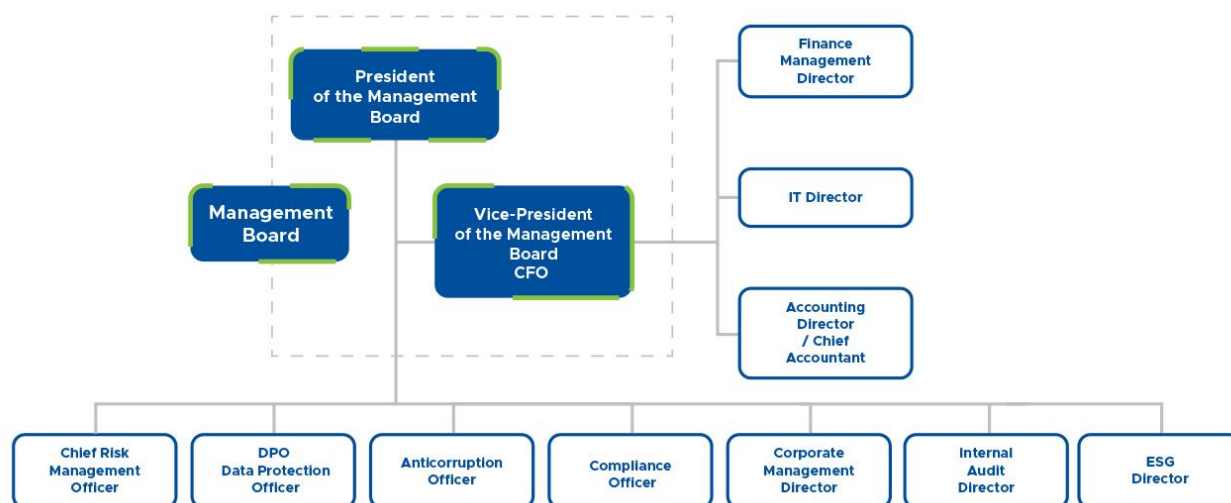 President
of the Management
Board
Management
Board
Vice-President
of the Management
Board
CFO
Finance
Management
Director
IT Director
Accounting
Director
/ Chief
Accountant
Chief Risk
Management
Officer
DPO
Data Protection
Officer
Anticorruption
Officer
Compliance
Officer
Corporate
Management
Director
Internal
Audit
Director
ESG
Director